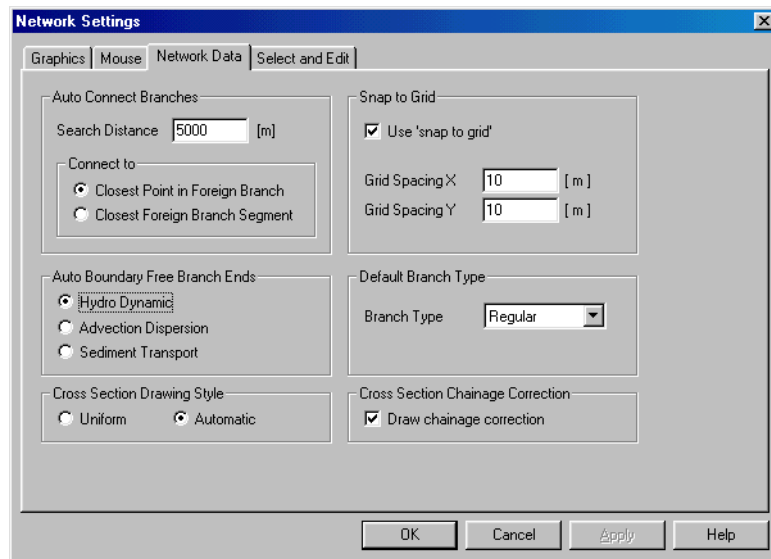 Network Settings
Graphics Mouse Network Data Select and Edit
Auto Connect Branches
Search Distance 5000 [m]
Connect to
Closest Point in Foreign Branch
Closest Foreign Branch Segment
Snap to Grid
Use 'snap to grid'
Grid Spacing X 10 [ m ]
Grid Spacing Y 10 [ m ]
Auto Boundary Free Branch Ends
Hydro Dynamic
Advection Dispersion
Sediment Transport
Default Branch Type
Branch Type Regular
Cross Section Drawing Style
Uniform Automatic
Cross Section Chainage Correction
Draw chainage correction
OK Cancel Apply Help